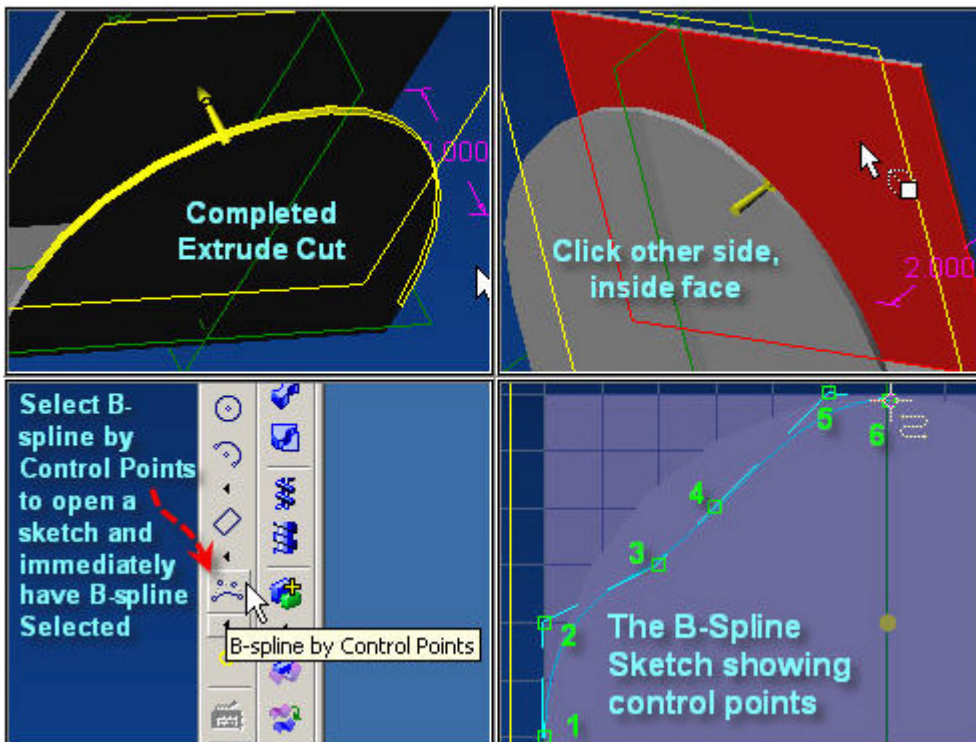 Completed
Extrude Cut
2.000
Click other side,
inside face
2.000
Select B-
spline by
Control Points
to open a
sketch and
immediately
have B-spline
Selected
B-spline by Control Points
5
6
4
3
2
1
The B-Spline
Sketch showing
control points